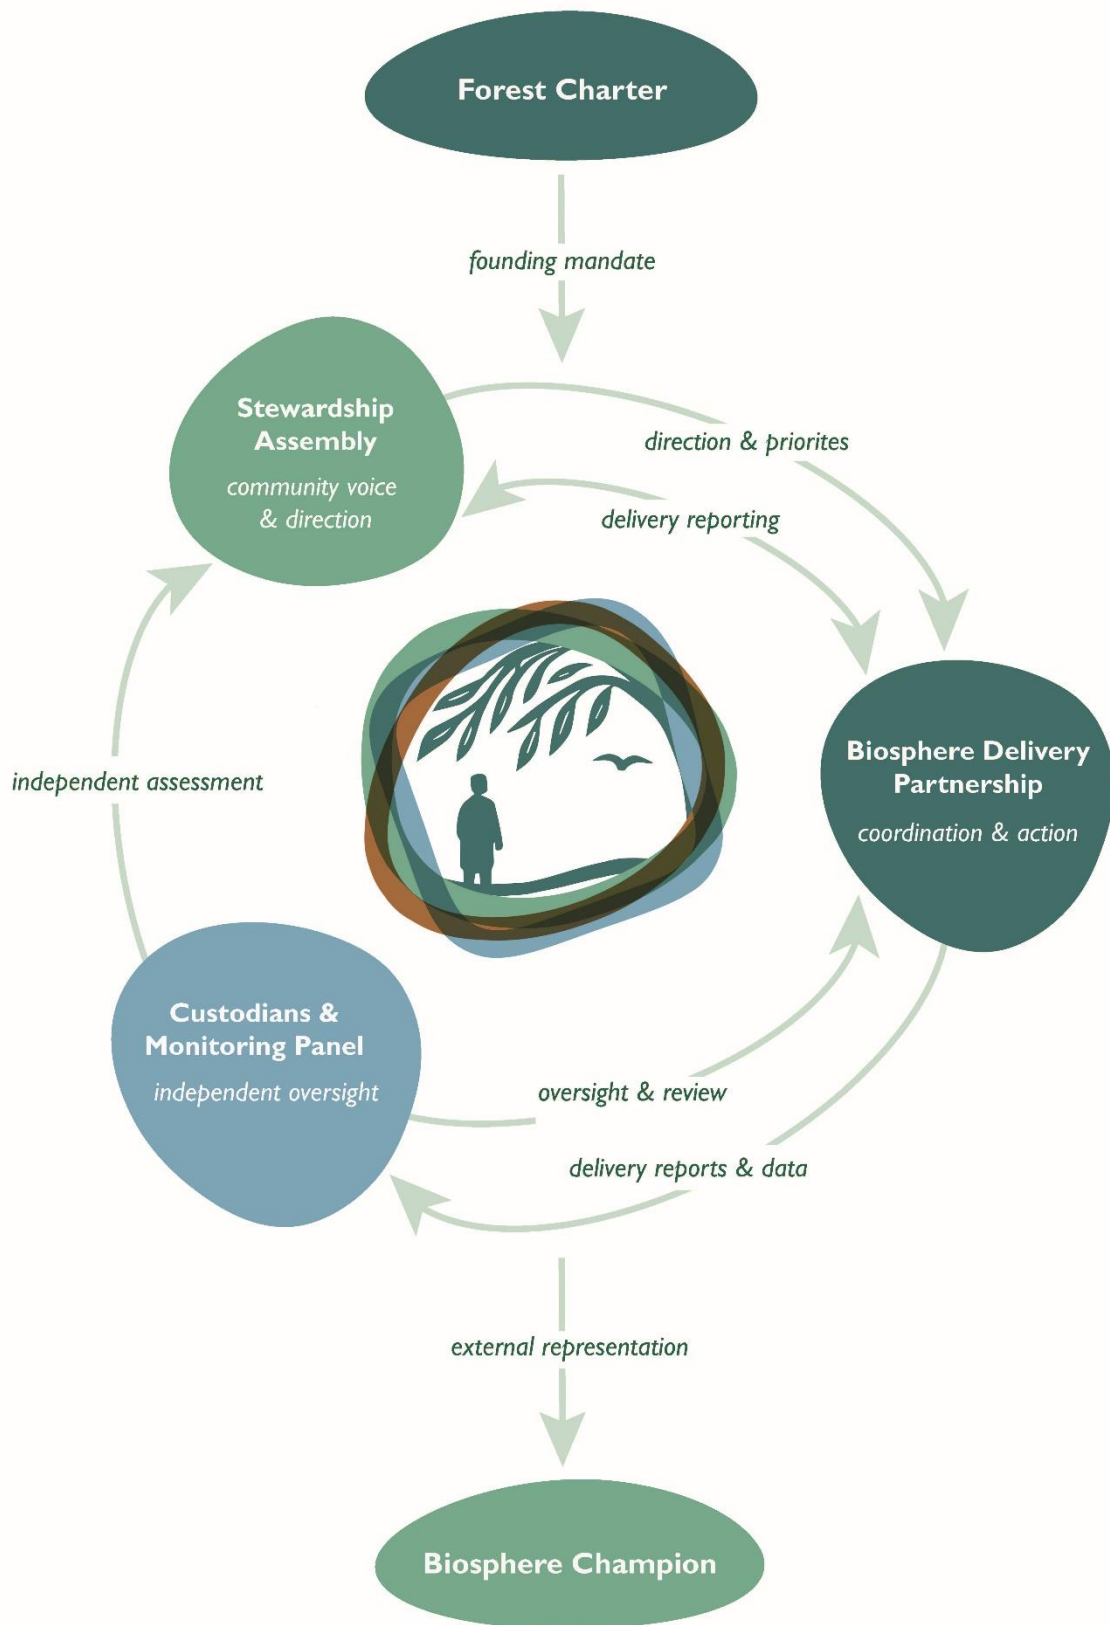 Forest Charter
founding mandate
Stewardship
Assembly
community voice
& direction
direction & priorites
delivery reporting
Biosphere Delivery
Partnership
coordination & action
independent assessment
Custodians &
Monitoring Panel
independent oversight
oversight & review
delivery reports & data
external representation
Biosphere Champion